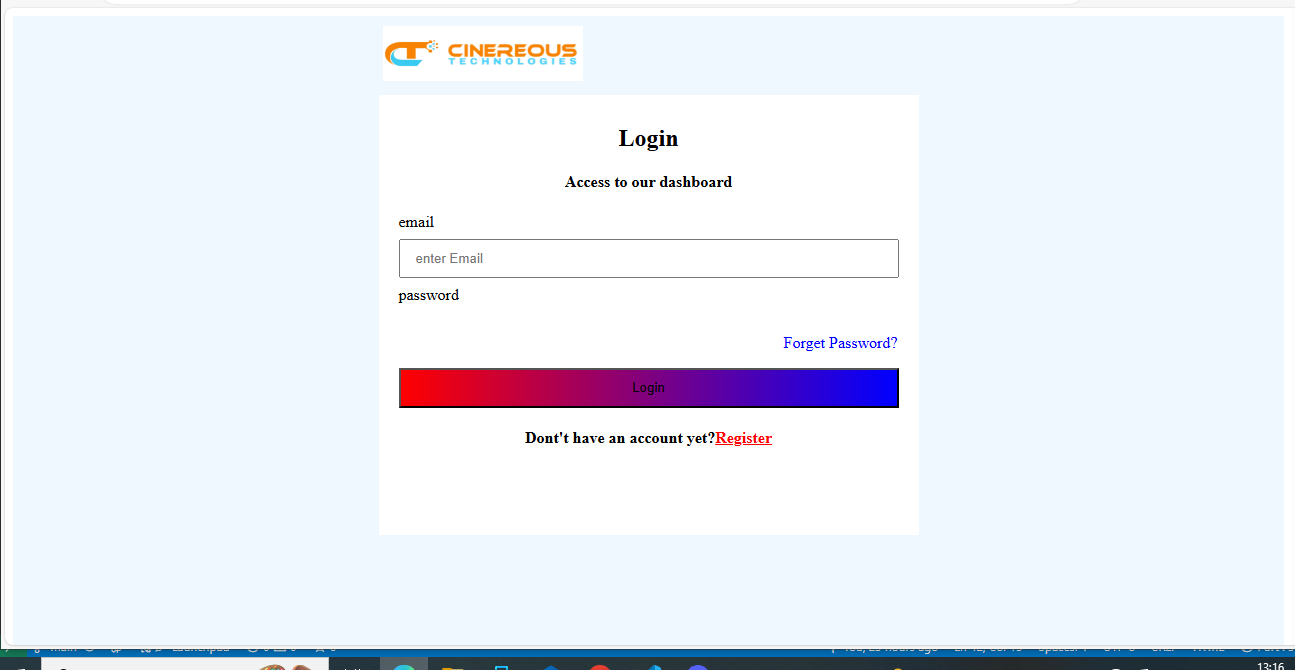 CINEREOUS
TECHNOLOGIES
Login
Access to our dashboard
email
enter Email
password
Forget Password?
Login
Dont't have an account yet?Register
13:16